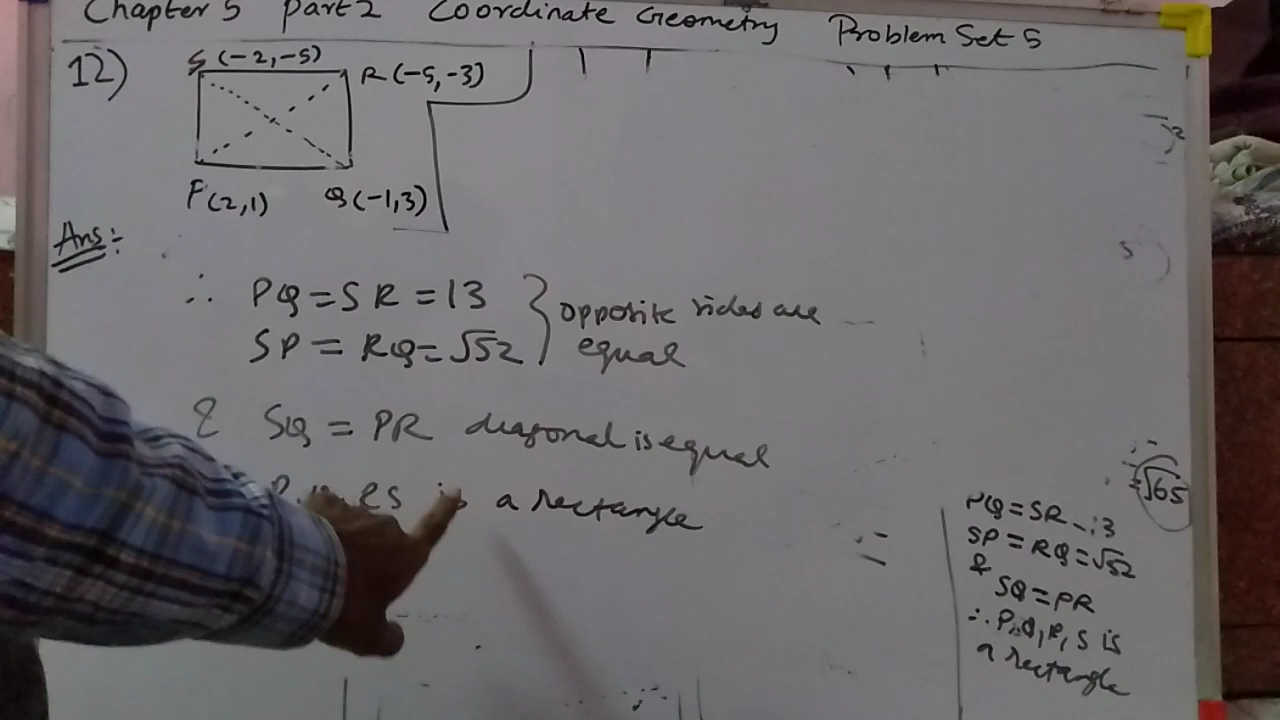 Chapter 5 Part 2 Coordinate Geometry Problem Set 5
12)
S (-2,-5)
R (-5,-3)
P(2,1)
Q(-1,3)
Ans:-
∴ PQ = SR = 13
SP = RQ = √52
} opposite sides are
equal
& SQ = PR diagonal is equal
is a rectangle
√65
PQ = SR
SP = RQ = √52
&
SQ = PR
∴ P, Q, R, S is
a rectangle